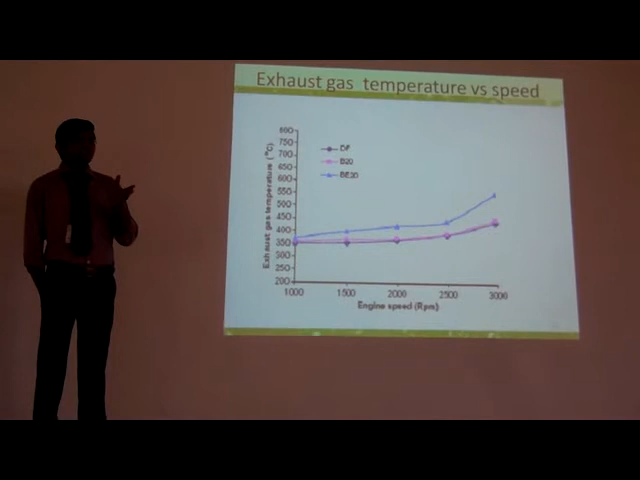 Exhaust gas temperature vs speed
Exhaust gas temperature (°C)
800
750
700
650
600
550
500
450
400
350
300
250
200
DF
B20
BE20
1000 1500 2000 2500 3000
Engine speed (Rpm)